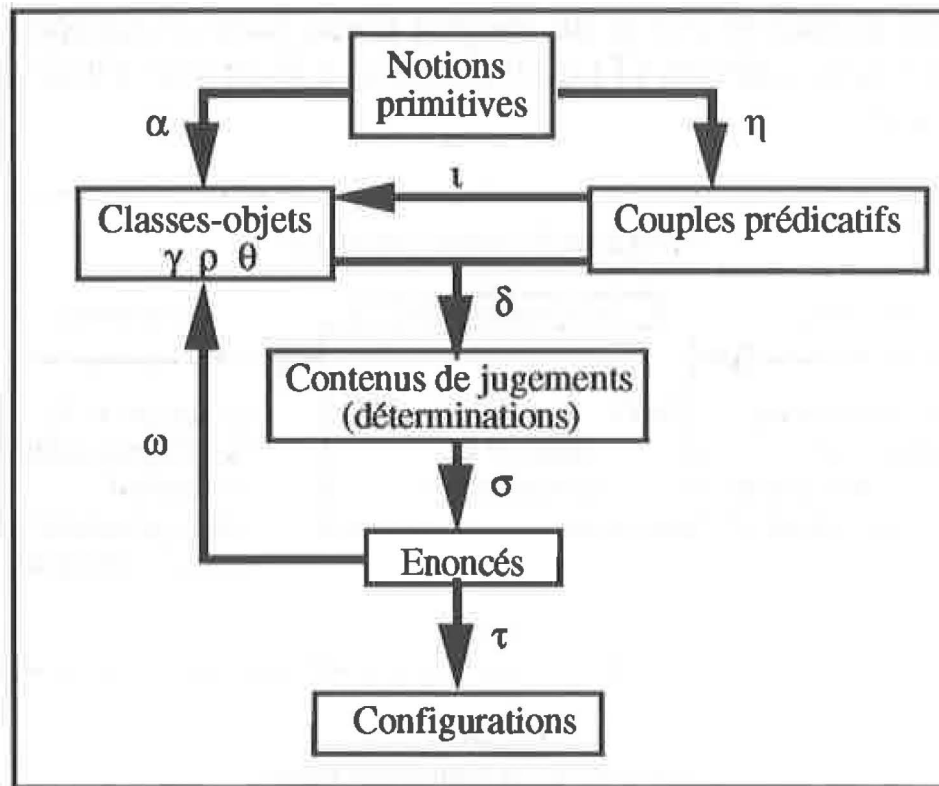 Notions
primitives
α
η
ι
Classes-objets
γ ρ θ
Couples prédicatifs
δ
Contenus de jugements
(déterminations)
ω
σ
Enoncés
τ
Configurations